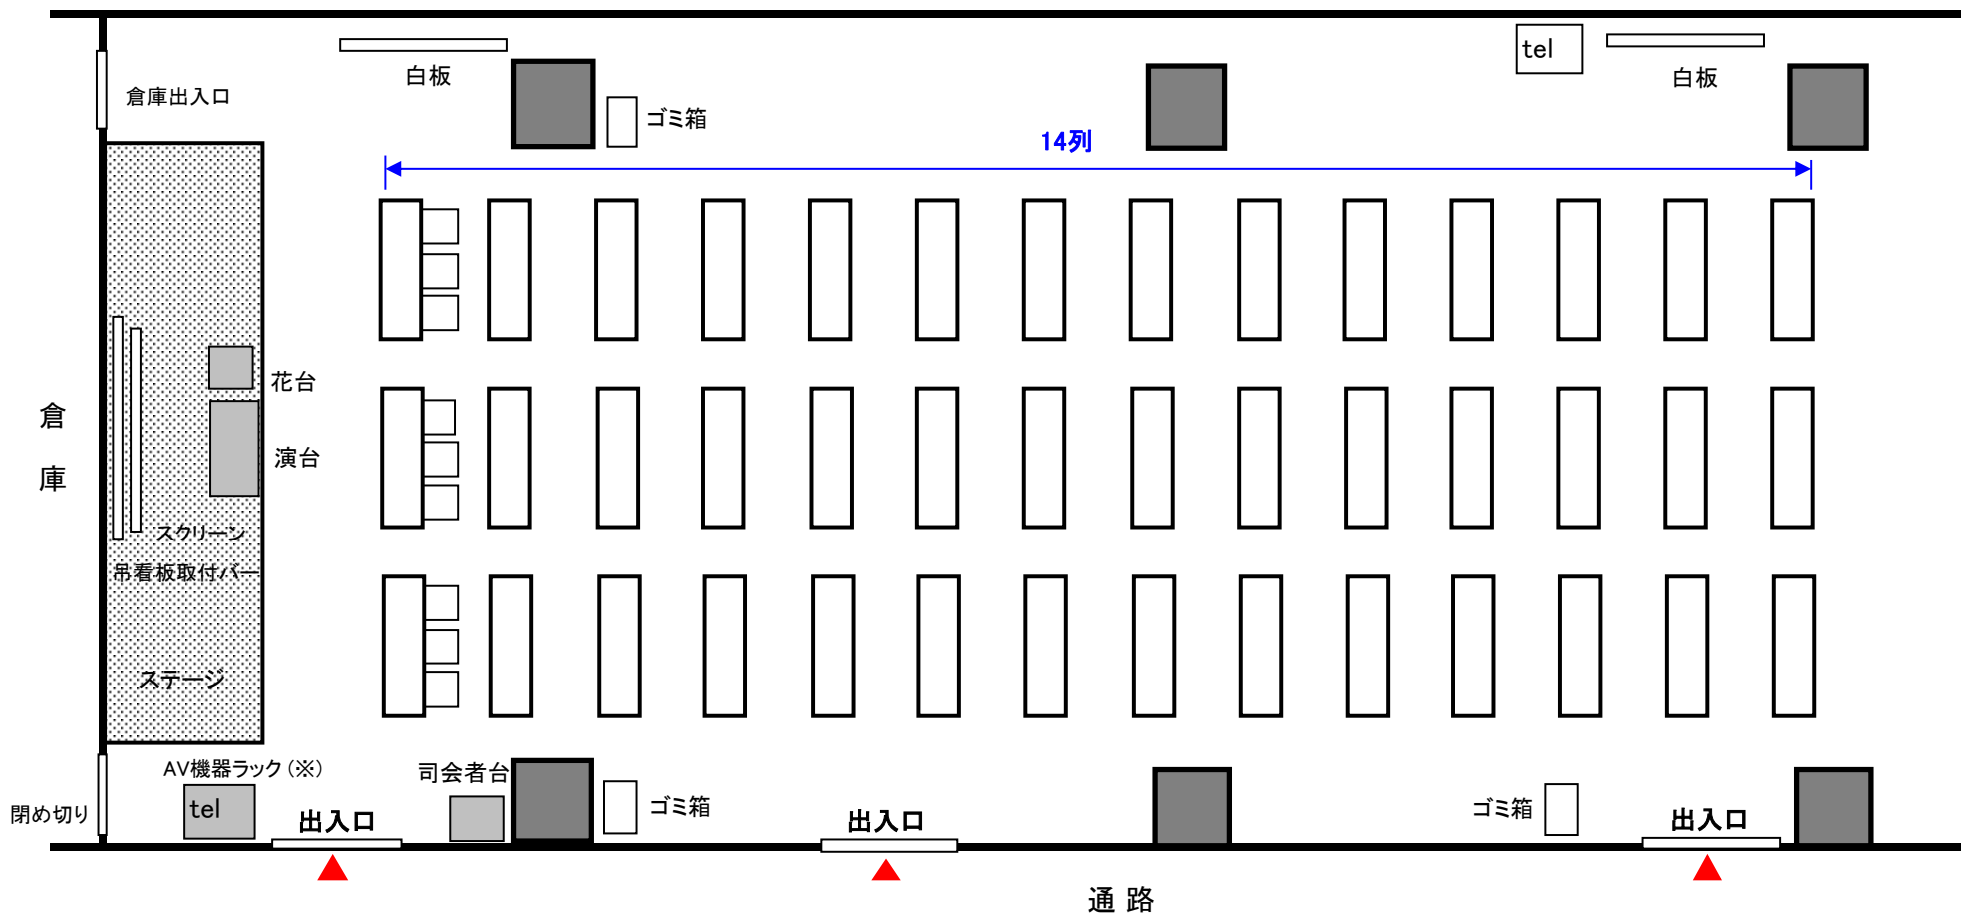 tel
白板
白板
倉庫出入口
ゴミ箱
14列
花台
倉
演台
庫
スクリーン
吊看板取付バー
ステージ
AV機器ラック(※)
司会者台
閉め切り
tel
出入口
ゴミ箱
出入口
ゴミ箱
出入口
通 路